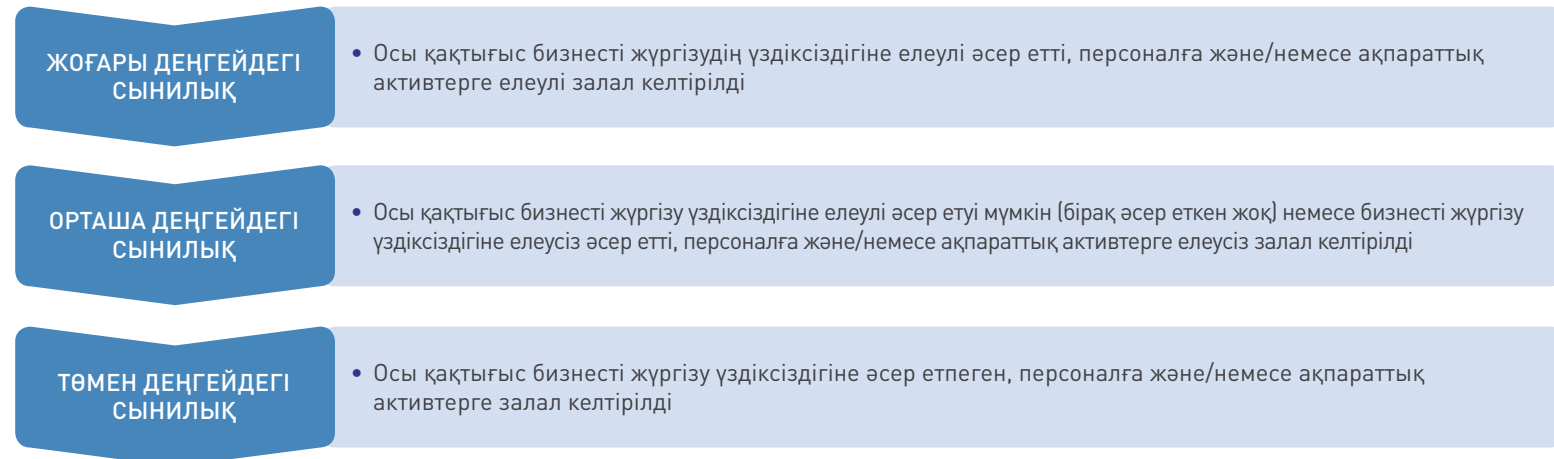 ЖОҒАРЫ ДЕҢГЕЙДЕГІ
СЫНИЛЫҚ
• Осы қақтығыс бизнесті жүргізудің үздіксіздігіне елеулі әсер етті, персоналға және/немесе ақпараттық
активтерге елеулі залал келтірілді
ОРТАША ДЕҢГЕЙДЕГІ
СЫНИЛЫҚ
• Осы қақтығыс бизнесті жүргізу үздіксіздігіне елеулі әсер етуі мүмкін (бірақ әсер еткен жоқ) немесе бизнесті жүргізу
үздіксіздігіне елеусіз әсер етті, персоналға және/немесе ақпараттық активтерге елеусіз залал келтірілді
ТӨМЕН ДЕҢГЕЙДЕГІ
СЫНИЛЫҚ
• Осы қақтығыс бизнесті жүргізу үздіксіздігіне әсер етпеген, персоналға және/немесе ақпараттық
активтерге залал келтірілді